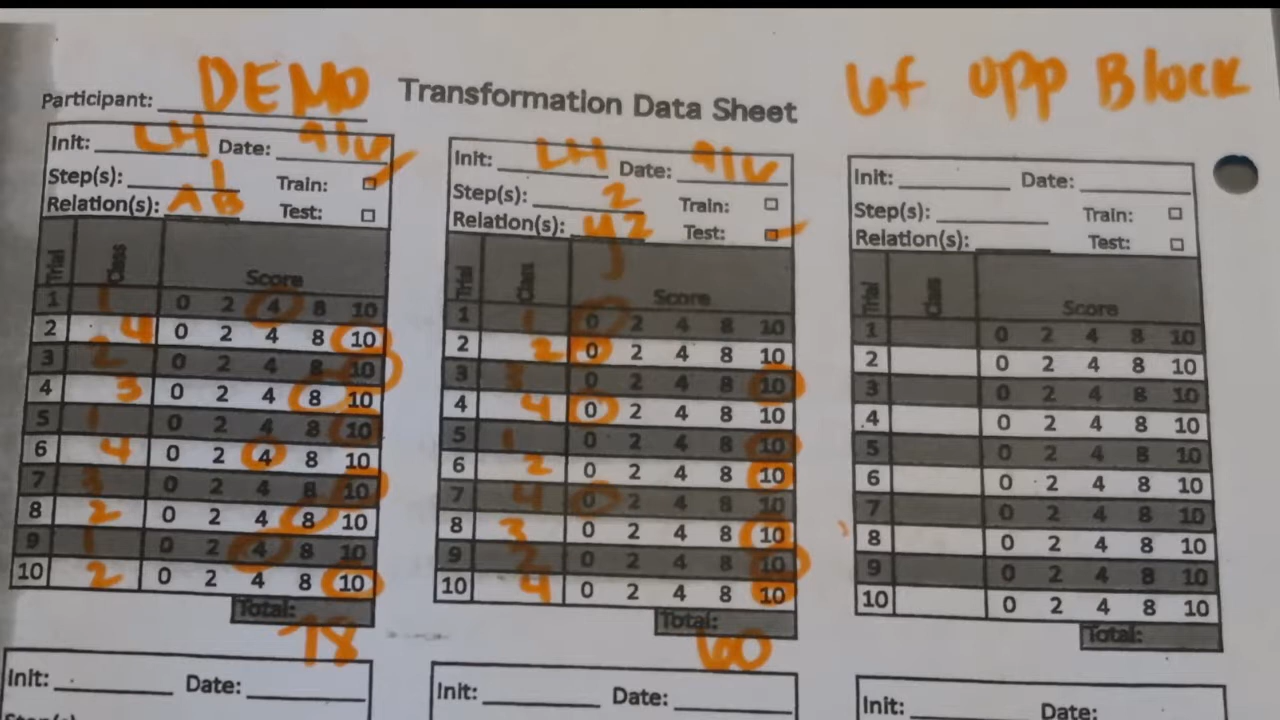 6f opp Block
Participant: DEMO
Transformation Data Sheet
Init: LH Date: 9/6
Step(s): 1 Train: ☑
Relation(s): AB Test: ☐
Trial Class Score
1 1 0 2 4 8 10
2 4 0 2 4 8 10
3 2 0 2 4 8 10
4 3 0 2 4 8 10
5 1 0 2 4 8 10
6 4 0 2 4 8 10
7 3 0 2 4 8 10
8 2 0 2 4 8 10
9 1 0 2 4 8 10
10 2 0 2 4 8 10
Total:
78
Init: LH Date: 9/6
Step(s): 2 Train: ☐
Relation(s): YZ Test: ☑
Trial Class Score
1 1 0 2 4 8 10
2 2 0 2 4 8 10
3 0 2 4 8 10
4 4 0 2 4 8 10
5 1 0 2 4 8 10
6 2 0 2 4 8 10
7 4 0 2 4 8 10
8 3 0 2 4 8 10
9 2 0 2 4 8 10
10 4 0 2 4 8 10
Total:
60
Init: Date:
Step(s): Train: ☐
Relation(s): Test: ☐
Trial Class Score
1 0 2 4 8 10
2 0 2 4 8 10
3 0 2 4 8 10
4 0 2 4 8 10
5 0 2 4 8 10
6 0 2 4 8 10
7 0 2 4 8 10
8 0 2 4 8 10
9 0 2 4 8 10
10 0 2 4 8 10
Total:
Init: Date:
Init: Date:
Init: Date: